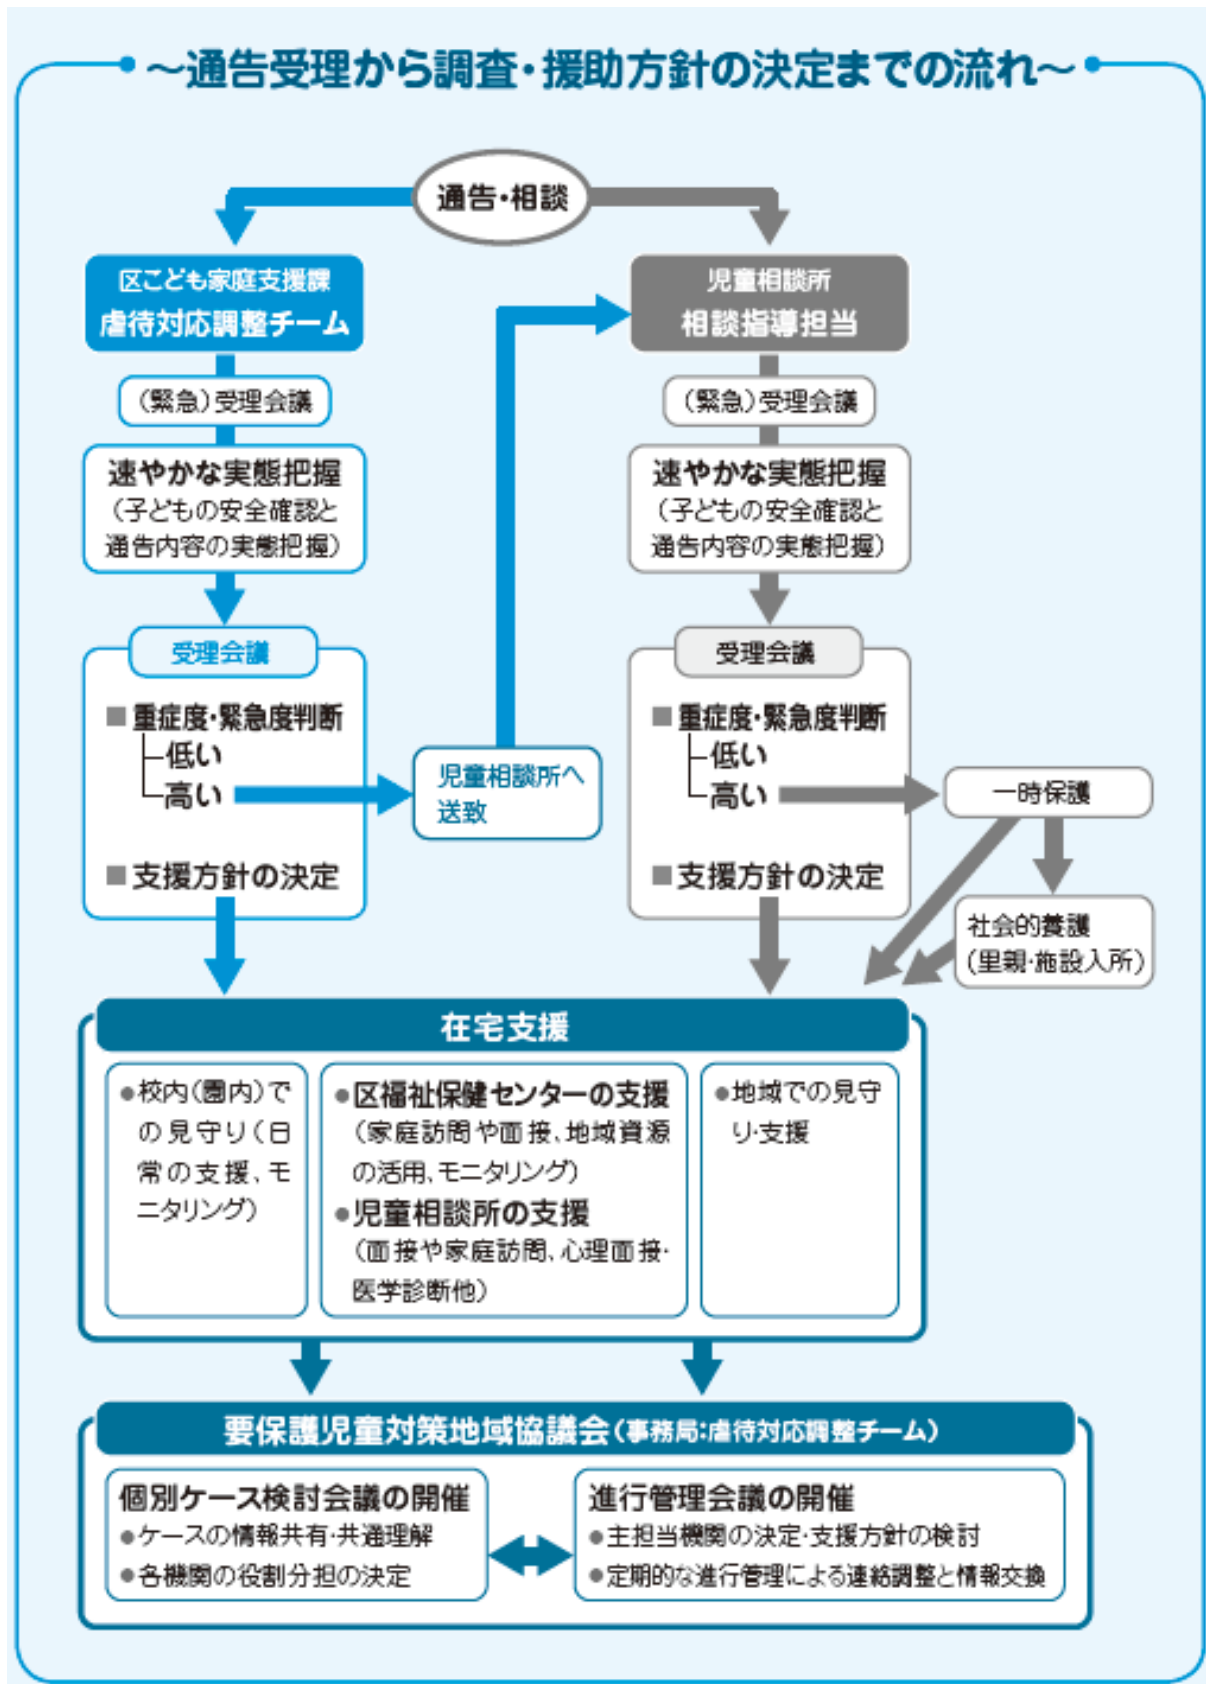 ～通告受理から調査・援助方針の決定までの流れ～
通告・相談
区こども家庭支援課
虐待対応調整チーム
（緊急）受理会議
速やかな実態把握
（子どもの安全確認と
通告内容の実態把握）
受理会議
■重症度・緊急度判断
低い
高い
■支援方針の決定
児童相談所へ
送致
児童相談所
相談指導担当
（緊急）受理会議
速やかな実態把握
（子どもの安全確認と
通告内容の実態把握）
受理会議
■重症度・緊急度判断
低い
高い
■支援方針の決定
一時保護
社会的養護
（里親・施設入所）
在宅支援
●校内（園内）で
の見守り（日
常の支援、モ
ニタリング）
●区福祉保健センターの支援
（家庭訪問や面接、地域資源
の活用、モニタリング）
●児童相談所の支援
（面接や家庭訪問、心理面接・
医学診断他）
●地域での見守
り・支援
要保護児童対策地域協議会（事務局：虐待対応調整チーム）
個別ケース検討会議の開催
●ケースの情報共有・共通理解
●各機関の役割分担の決定
進行管理会議の開催
●主担当機関の決定・支援方針の検討
●定期的な進行管理による連絡調整と情報交換